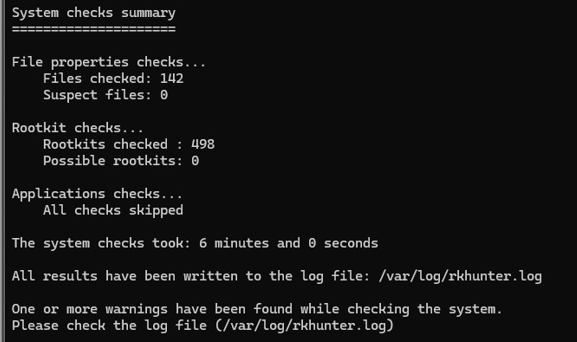 System checks summary
=====================
File properties checks...
Files checked: 142
Suspect files: 0
Rootkit checks...
Rootkits checked : 498
Possible rootkits: 0
Applications checks...
All checks skipped
The system checks took: 6 minutes and 0 seconds
All results have been written to the log file: /var/log/rkhunter.log
One or more warnings have been found while checking the system.
Please check the log file (/var/log/rkhunter.log)